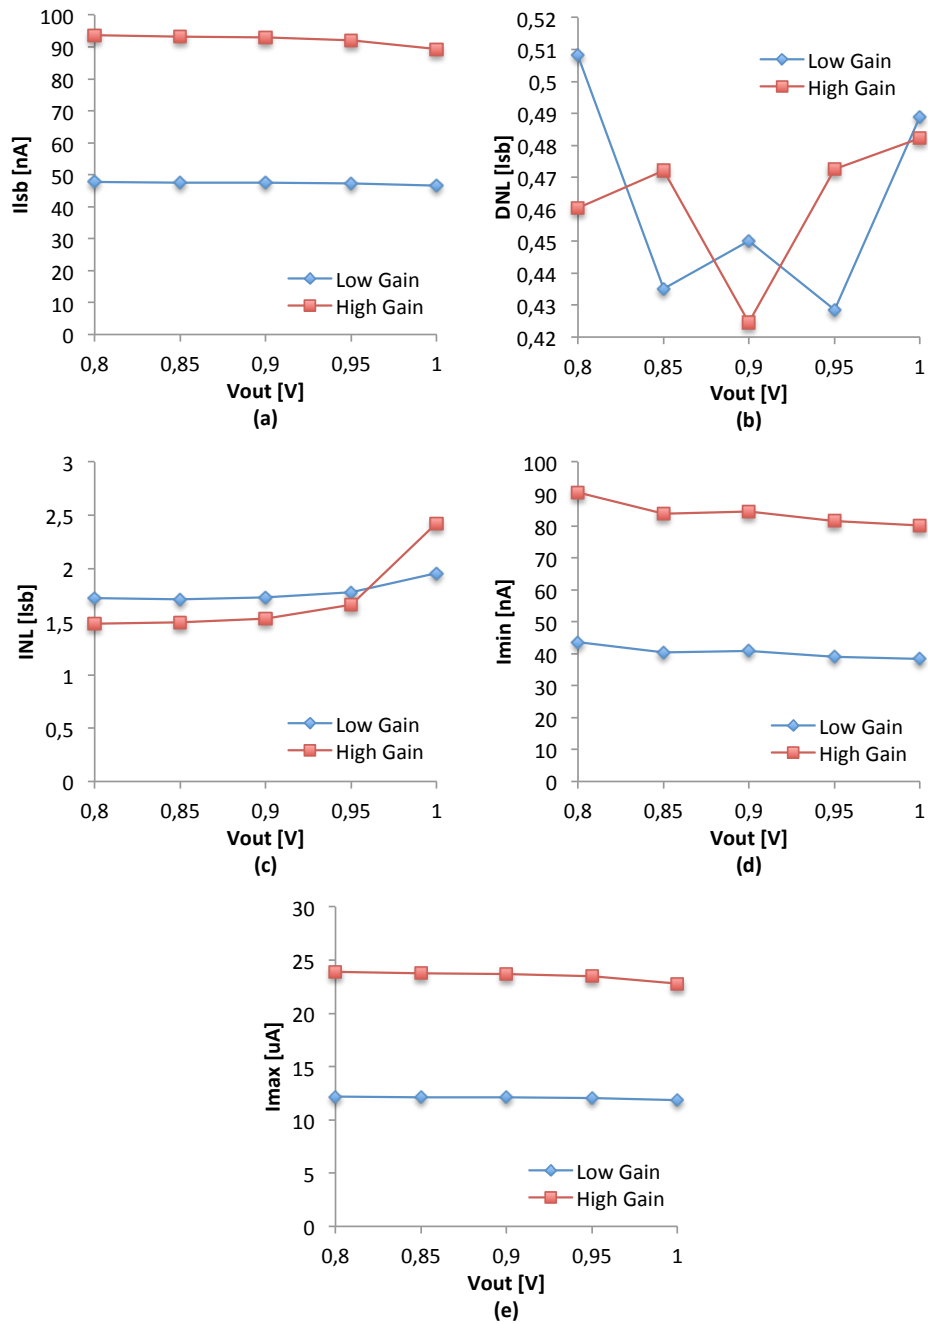 100
90
80
70
60
50
40
30
20
10
0
Ilsb [nA]
Low Gain
High Gain
0,8 0,85 0,9 0,95 1
Vout [V]
(a)
0,52
0,51
0,5
0,49
0,48
0,47
0,46
0,45
0,44
0,43
0,42
DNL [lsb]
Low Gain
High Gain
0,8 0,85 0,9 0,95 1
Vout [V]
(b)
3
2,5
2
1,5
1
0,5
0
INL [lsb]
Low Gain
High Gain
0,8 0,85 0,9 0,95 1
Vout [V]
(c)
100
90
80
70
60
50
40
30
20
10
0
Imin [nA]
Low Gain
High Gain
0,8 0,85 0,9 0,95 1
Vout [V]
(d)
30
25
20
15
10
5
0
Imax [uA]
Low Gain
High Gain
0,8 0,85 0,9 0,95 1
Vout [V]
(e)